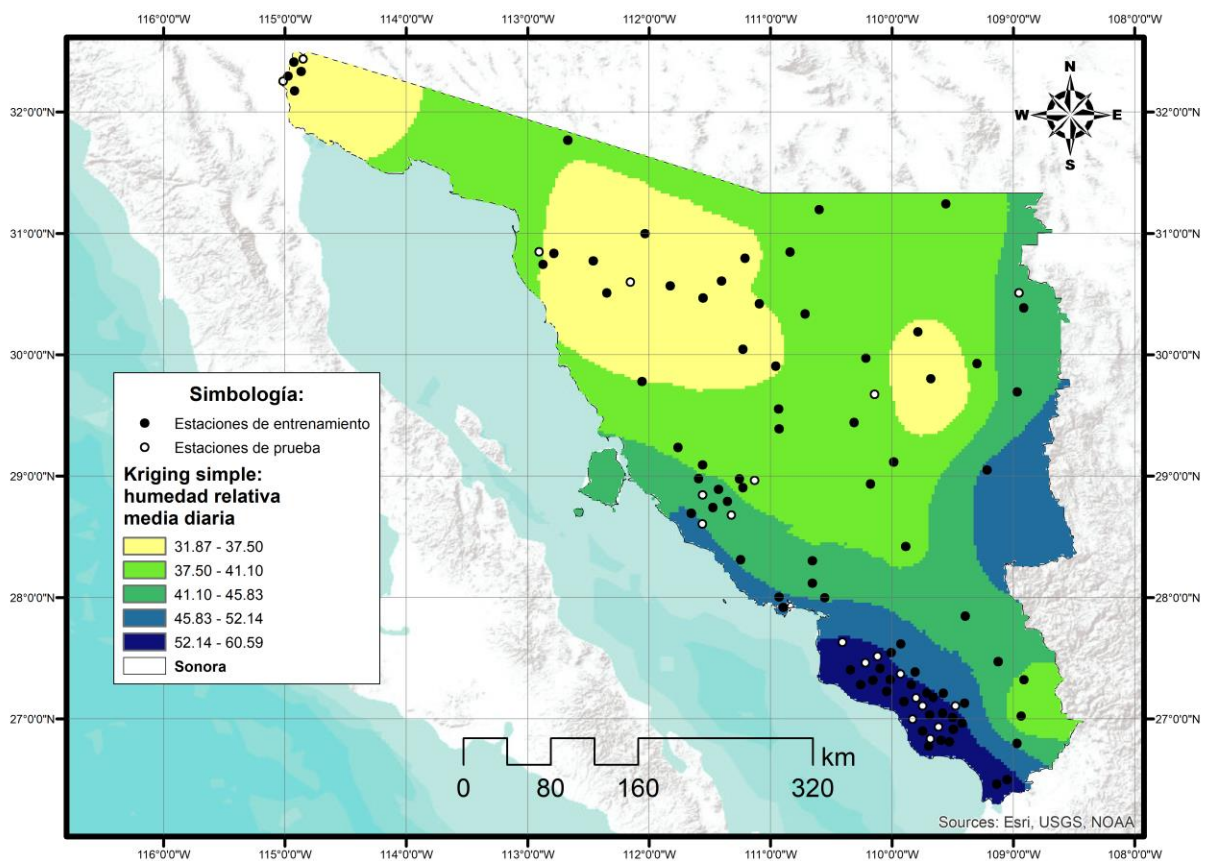 116°0'0"W 115°0'0"W 114°0'0"W 113°0'0"W 112°0'0"W 111°0'0"W 110°0'0"W 109°0'0"W 108°0'0"W
N
W E
S
32°0'0"N 32°0'0"N
31°0'0"N 31°0'0"N
30°0'0"N 30°0'0"N
29°0'0"N 29°0'0"N
28°0'0"N 28°0'0"N
27°0'0"N 27°0'0"N
Simbología:
Estaciones de entrenamiento
Estaciones de prueba
Kriging simple:
humedad relativa
media diaria
31.87 - 37.50
37.50 - 41.10
41.10 - 45.83
45.83 - 52.14
52.14 - 60.59
Sonora
km
0 80 160 320
Sources: Esri, USGS, NOAA
116°0'0"W 115°0'0"W 114°0'0"W 113°0'0"W 112°0'0"W 111°0'0"W 110°0'0"W 109°0'0"W 108°0'0"W